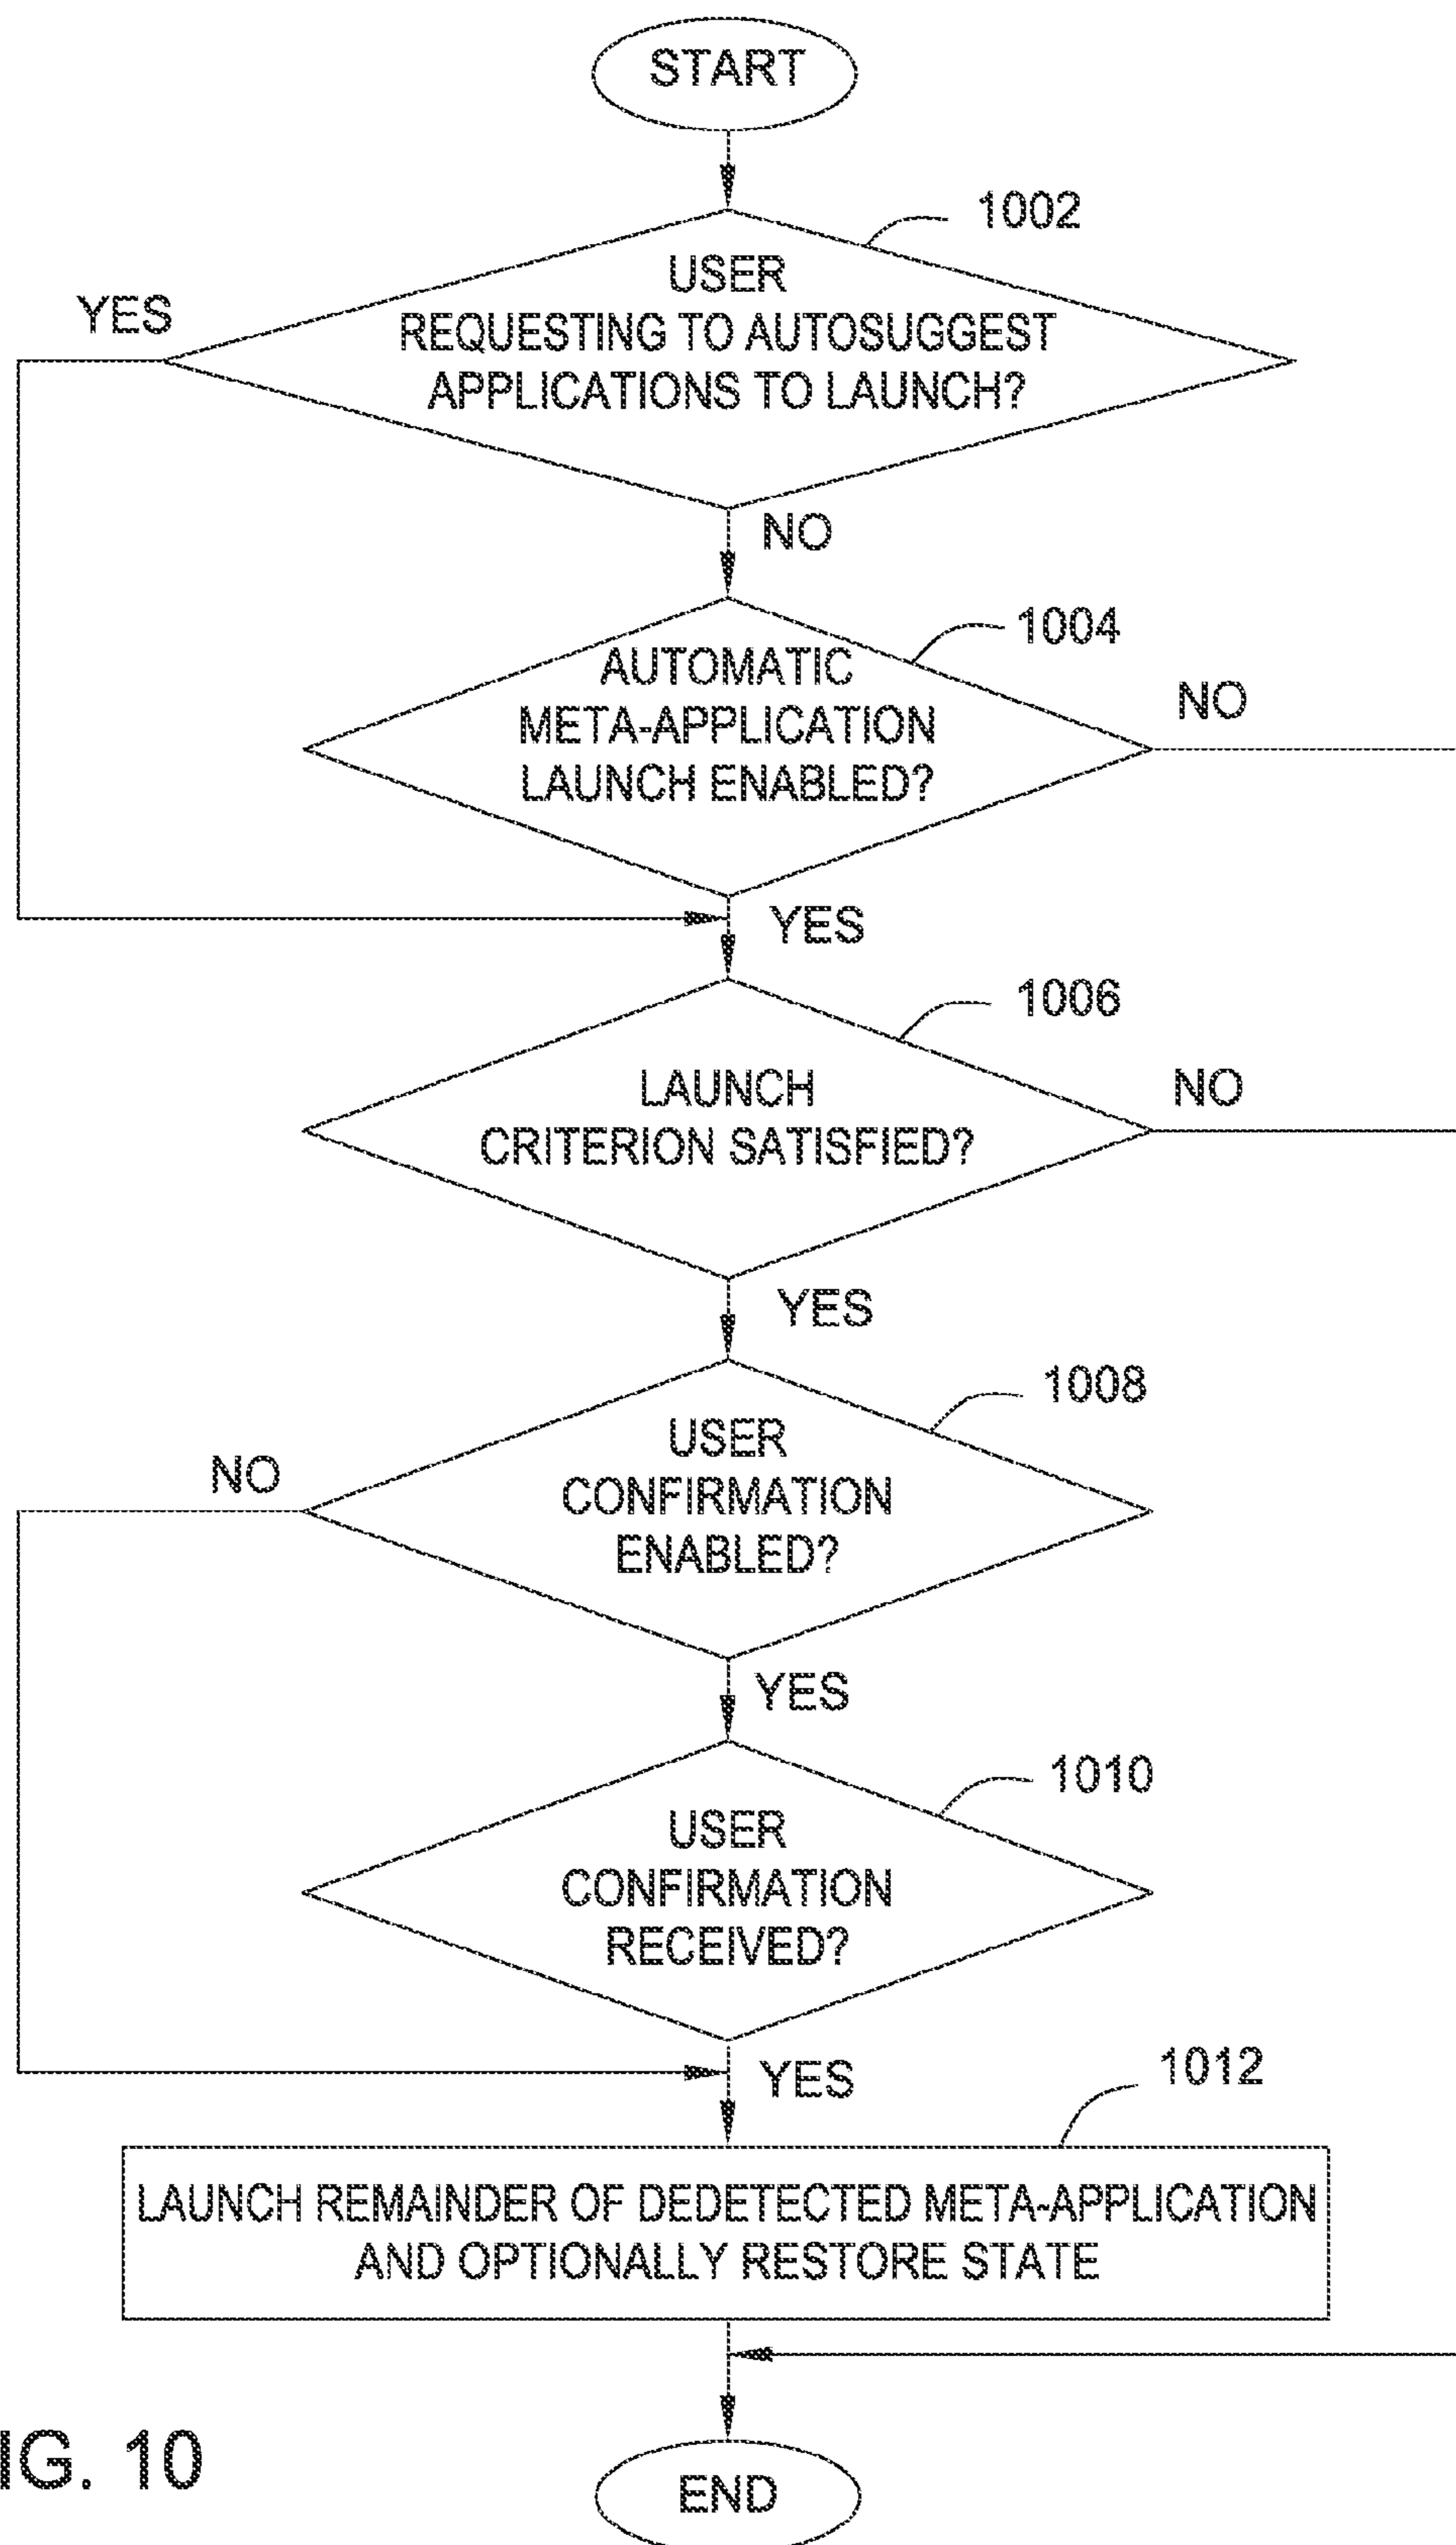 START
1002
YES
USER
REQUESTING TO AUTOSUGGEST
APPLICATIONS TO LAUNCH?
NO
1004
AUTOMATIC
META-APPLICATION
LAUNCH ENABLED?
NO
YES
1006
LAUNCH
CRITERION SATISFIED?
NO
YES
1008
USER
CONFIRMATION
ENABLED?
NO
YES
1010
USER
CONFIRMATION
RECEIVED?
YES
1012
LAUNCH REMAINDER OF DEDETECTED META-APPLICATION
AND OPTIONALLY RESTORE STATE
IG. 10
END